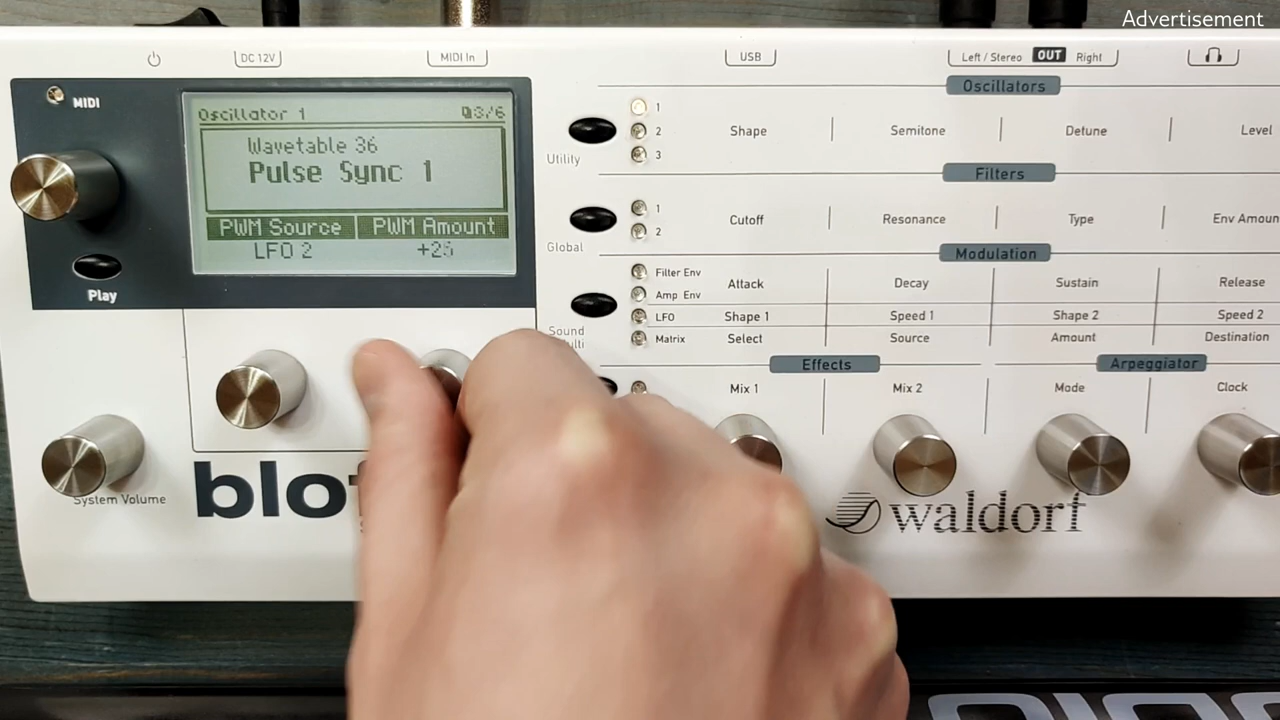 Advertisement
DC 12V
MIDI In
USB
Left / Stereo OUT Right
MIDI
Play
Oscillator 1 3/6
Wavetable 36
Pulse Sync 1
PWM Source PWM Amount
LFO 2
System Volume
Utility
Global
Sound
Oscillators
1
2
3
Shape Semitone Detune Level
Filters
1
2
Cutoff Resonance Type Env Amoun
Modulation
Filter Env Attack Decay Sustain Release
Amp Env
LFO Shape 1 Speed 1 Shape 2 Speed 2
Matrix Select Source Amount Destination
Effects Arpeggiator
Mix 1 Mix 2 Mode Clock
blo
waldorf